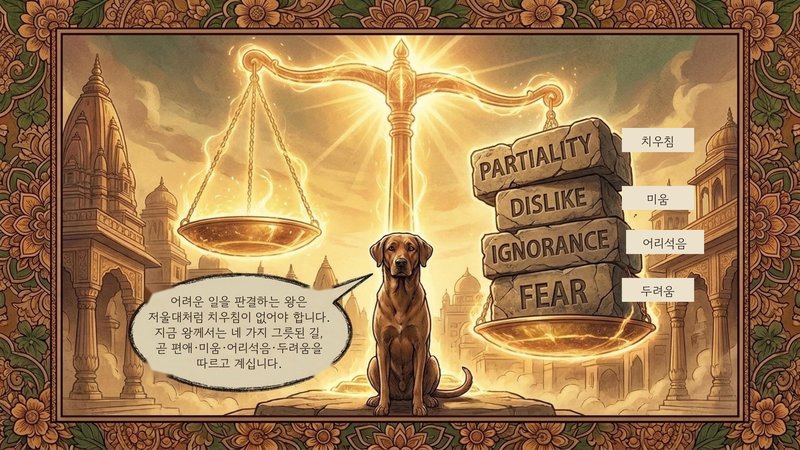 PARTIALITY
치우침
DISLIKE
미움
IGNORANCE
어리석음
FEAR
두려움
어려운 일을 판결하는 왕은
저울대처럼 치우침이 없어야 합니다.
지금 왕께서는 네 가지 그릇된 길,
곧 편애·미움·어리석음·두려움을
따르고 계십니다.